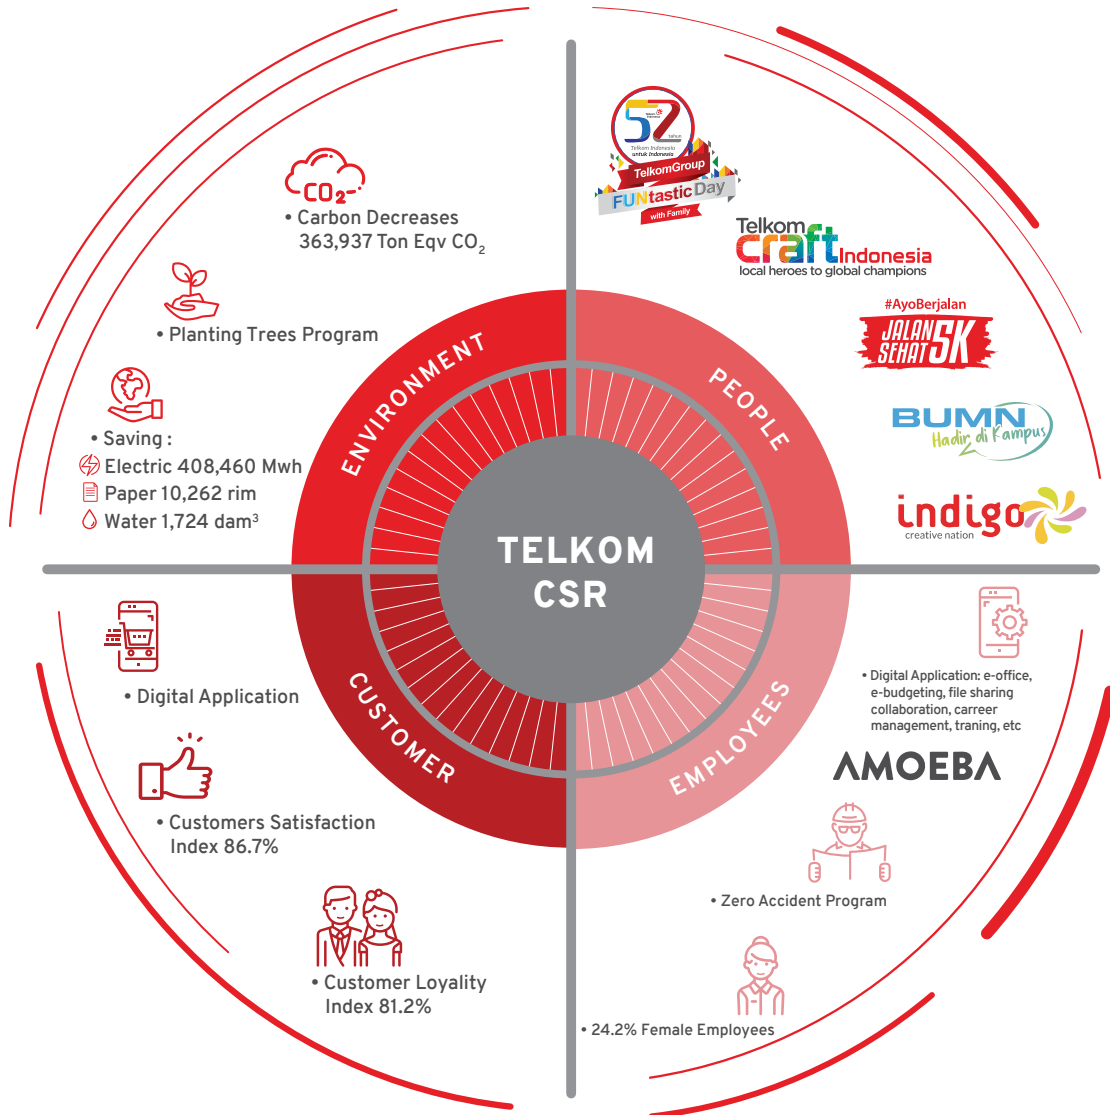 CO2
• Carbon Decreases
363,937 Ton Eqv CO₂
• Planting Trees Program
• Saving :
Electric 408,460 Mwh
Paper 10,262 rim
Water 1,724 dam³
ENVIRONMENT
52
tahun
Telkom Indonesia
untuk Indonesia
TelkomGroup
FUNtastic Day
with Family
Telkom
craft Indonesia
local heroes to global champions
#AyoBerjalan
JALAN
SEHAT 5K
BUMN
Hadir di Kampus
indigo
creative nation
PEOPLE
TELKOM
CSR
CUSTOMER
• Digital Application
• Customers Satisfaction
Index 86.7%
• Customer Loyality
Index 81.2%
EMPLOYEES
• Digital Application: e-office,
e-budgeting, file sharing
collaboration, carreer
management, traning, etc
AMOEBA
• Zero Accident Program
• 24.2% Female Employees